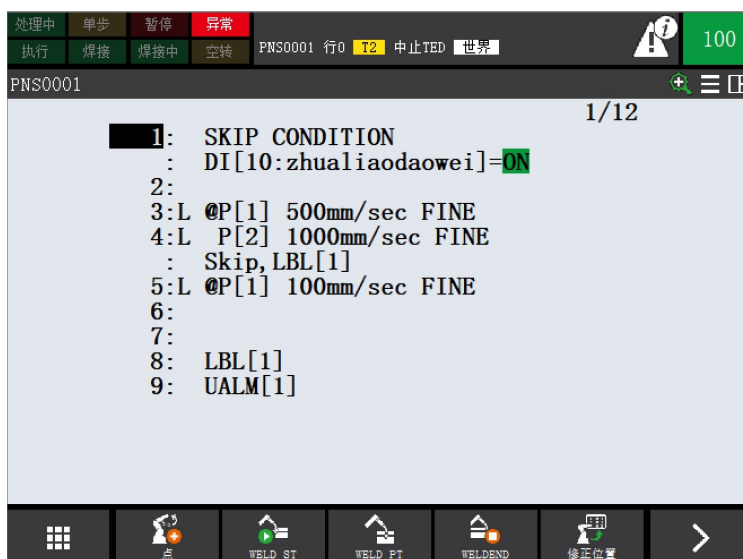 处理中 单步 暂停 异常
执行 焊接 焊接中 空转 PNS0001 行0 T2 中止TED 世界 100
PNS0001
1/12
1: SKIP CONDITION
: DI[10:zhualiaodaowei]=ON
2:
3:L @P[1] 500mm/sec FINE
4:L P[2] 1000mm/sec FINE
: Skip,LBL[1]
5:L @P[1] 100mm/sec FINE
6:
7:
8: LBL[1]
9: UALM[1]
点 WELD ST WELD PT WELDEND 修正位置